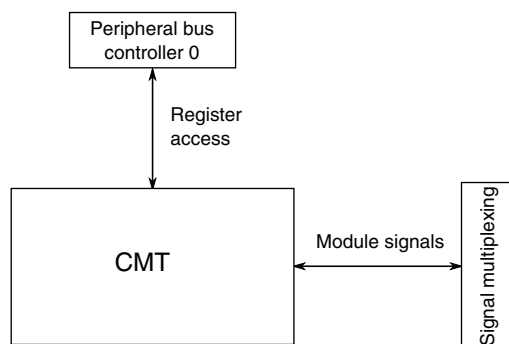 Peripheral bus
controller 0
Register
access
CMT
Module signals
Signal multiplexing